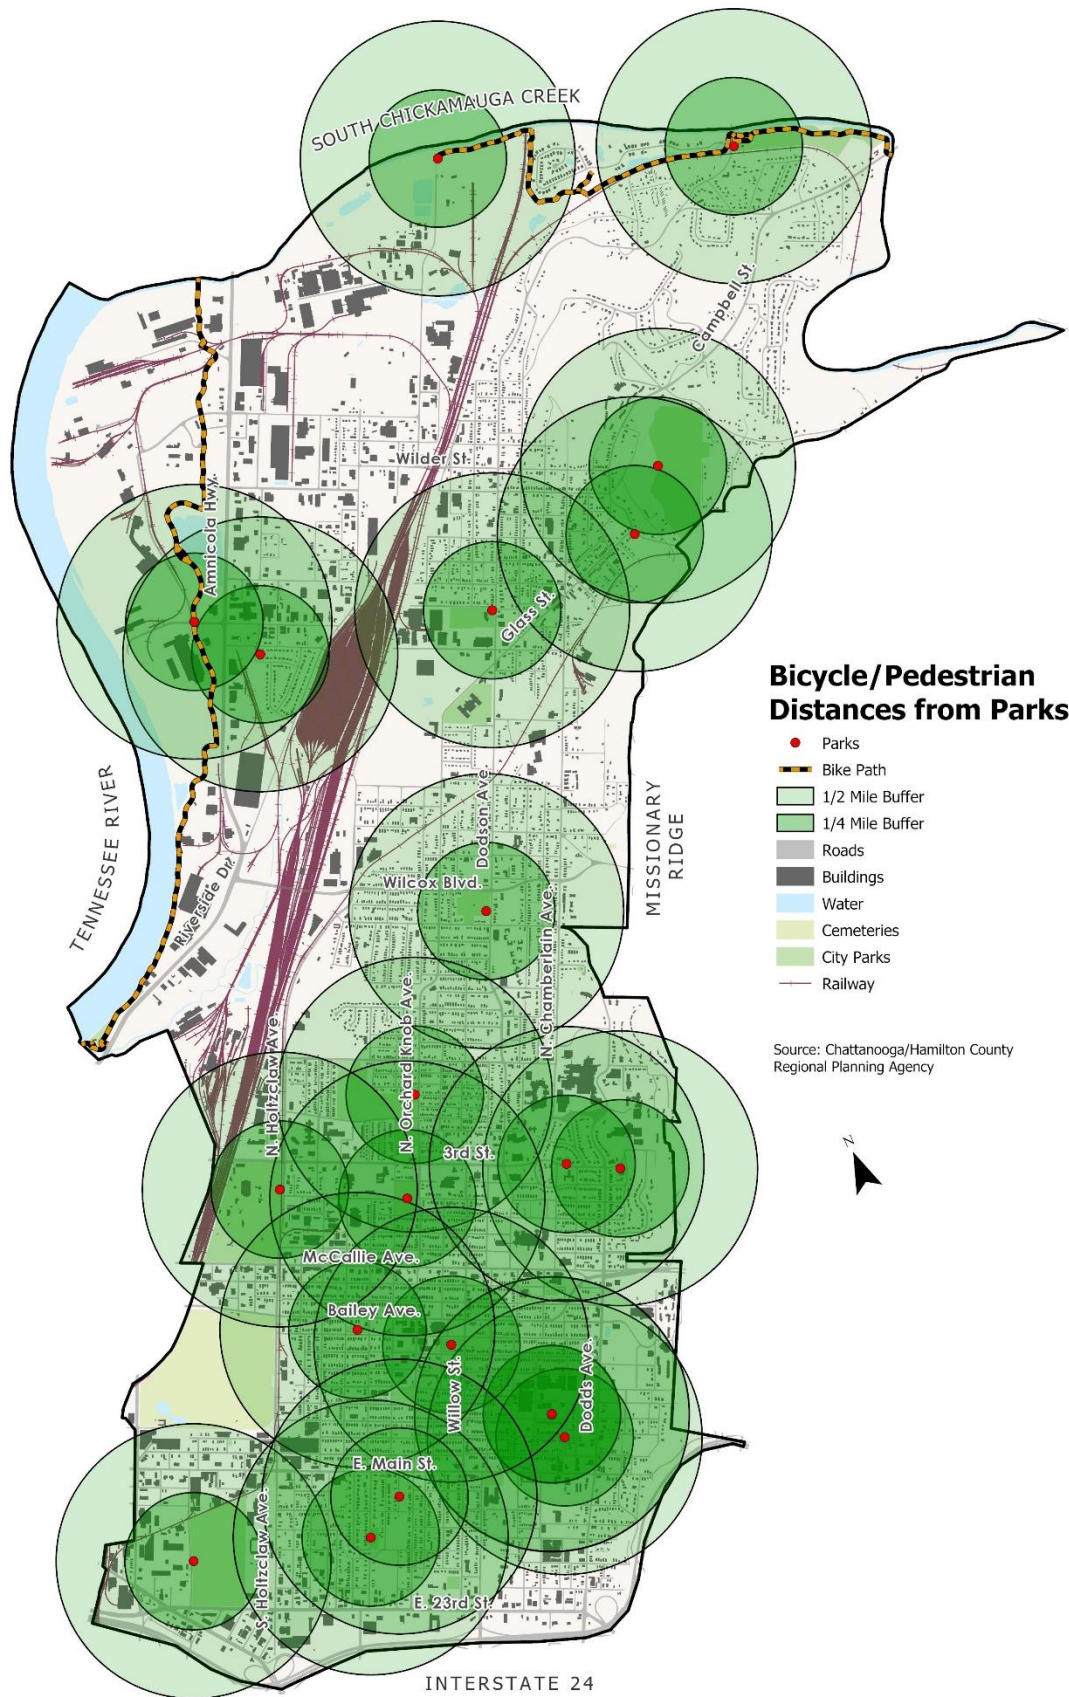 SOUTH CHICKAMAUGA CREEK
Campbell St.
Wilder St.
Amnicola Hwy.
Glass St.
Bicycle/Pedestrian
Distances from Parks
Parks
Bike Path
1/2 Mile Buffer
1/4 Mile Buffer
Roads
Buildings
Water
Cemeteries
City Parks
Railway
TENNESSEE RIVER
MISSIONARY
RIDGE
Dodson Ave.
Wilcox Blvd.
Riverside Dr.
N. Chamberlain Ave.
N. Orchard Knob Ave.
N. Holtzclaw Ave.
Source: Chattanooga/Hamilton County
Regional Planning Agency
N
3rd St.
McCallie Ave.
Bailey Ave.
Willow St.
Dodds Ave.
E. Main St.
S. Holtzclaw Ave.
E. 23rd St.
INTERSTATE 24